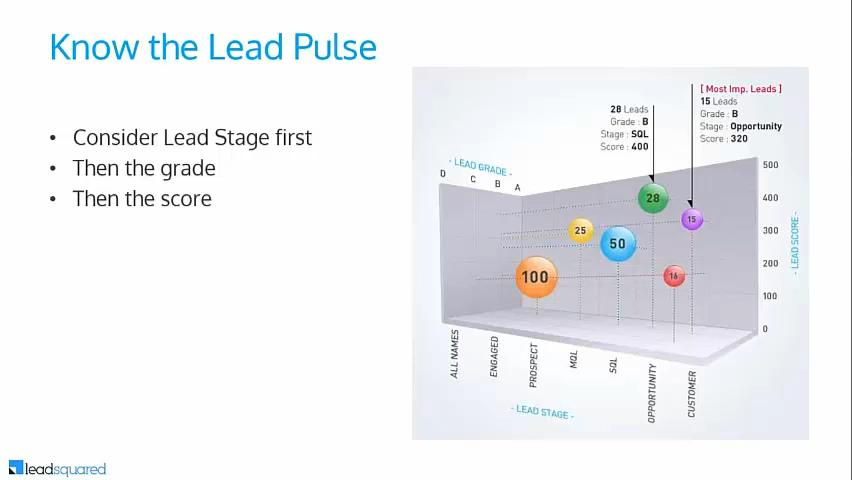 Know the Lead Pulse
• Consider Lead Stage first
• Then the grade
• Then the score
[ Most Imp. Leads ]
15 Leads
Grade : B
Stage : Opportunity
Score : 320
28 Leads
Grade : B
Stage : SQL
Score : 400
- LEAD GRADE -
D C B A
500
400
300
200
100
0
- LEAD SCORE -
28
15
25
50
100
16
ALL NAMES
ENGAGED
PROSPECT
MQL
SQL
OPPORTUNITY
CUSTOMER
- LEAD STAGE -
leadsquared